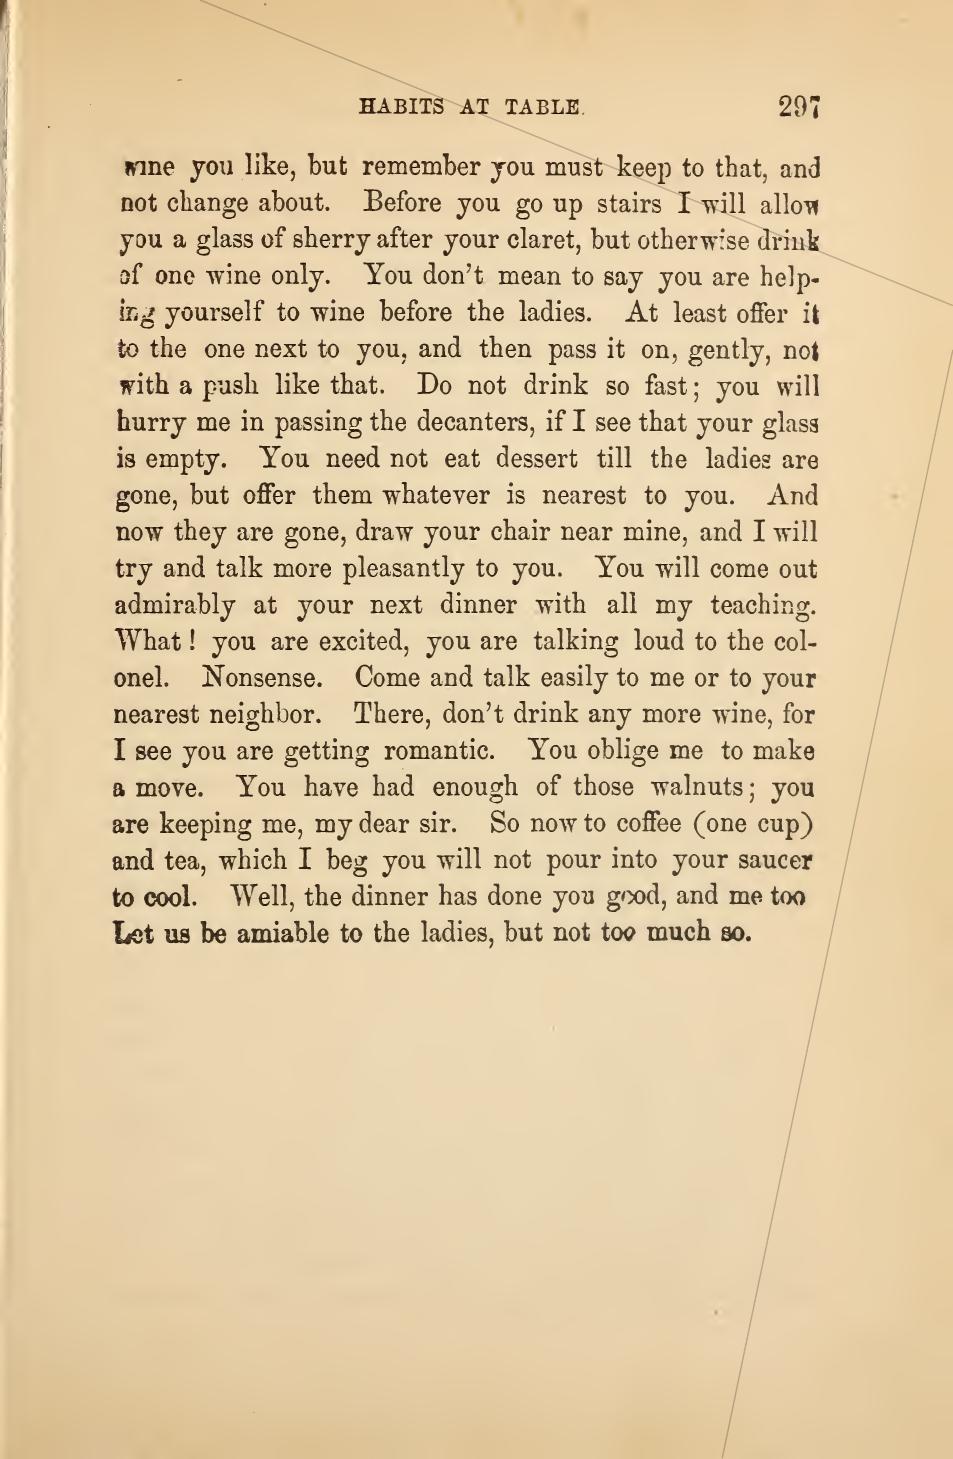 HABITS AT TABLE. 297
wine you like, but remember you must keep to that, and
not change about. Before you go up stairs I will allow
you a glass of sherry after your claret, but otherwise drink
of one wine only. You don't mean to say you are help-
ing yourself to wine before the ladies. At least offer it
to the one next to you, and then pass it on, gently, not
with a push like that. Do not drink so fast; you will
hurry me in passing the decanters, if I see that your glass
is empty. You need not eat dessert till the ladies are
gone, but offer them whatever is nearest to you. And
now they are gone, draw your chair near mine, and I will
try and talk more pleasantly to you. You will come out
admirably at your next dinner with all my teaching.
What! you are excited, you are talking loud to the col-
onel. Nonsense. Come and talk easily to me or to your
nearest neighbor. There, don't drink any more wine, for
I see you are getting romantic. You oblige me to make
a move. You have had enough of those walnuts; you
are keeping me, my dear sir. So now to coffee (one cup)
and tea, which I beg you will not pour into your saucer
to cool. Well, the dinner has done you good, and me too
Let us be amiable to the ladies, but not too much so.